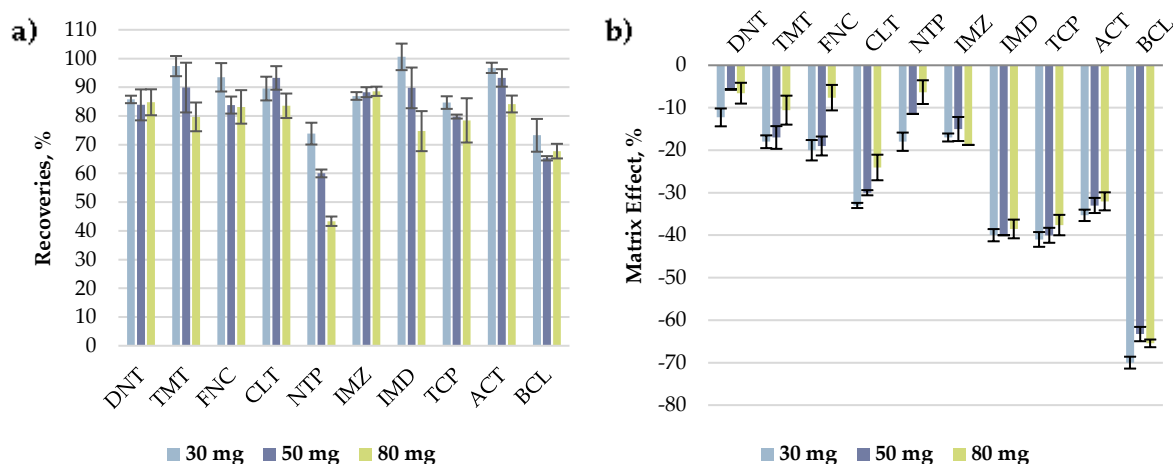 a)
Recoveries, %
110
100
90
80
70
60
50
40
30
20
10
0
DNT TMT FNC CLT NTP IMZ IMD TCP ACT BCL
30 mg 50 mg 80 mg
b)
DNT TMT FNC CLT NTP IMZ IMD TCP ACT BCL
Matrix Effect, %
0
-10
-20
-30
-40
-50
-60
-70
-80
30 mg 50 mg 80 mg